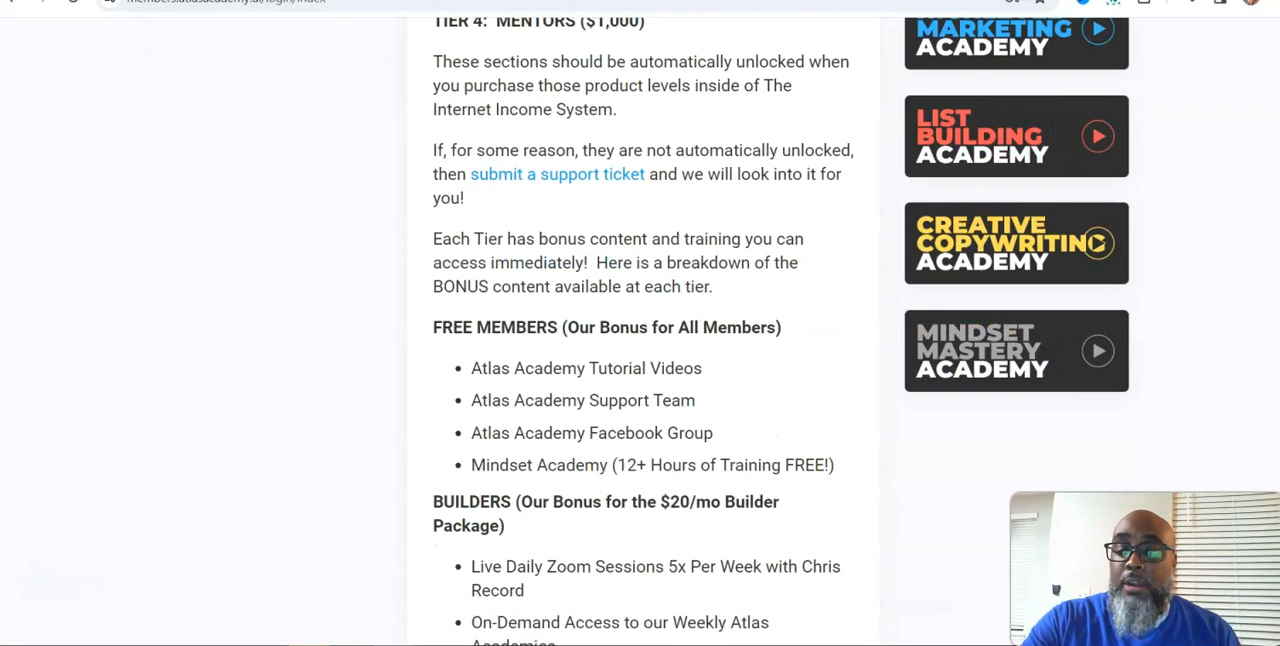 members.atlasacademy.ai/login/index
TIER 4: MENTORS ($1,000)
These sections should be automatically unlocked when
you purchase those product levels inside of The
Internet Income System.
If, for some reason, they are not automatically unlocked,
then submit a support ticket and we will look into it for
you!
Each Tier has bonus content and training you can
access immediately! Here is a breakdown of the
BONUS content available at each tier.
FREE MEMBERS (Our Bonus for All Members)
• Atlas Academy Tutorial Videos
• Atlas Academy Support Team
• Atlas Academy Facebook Group
• Mindset Academy (12+ Hours of Training FREE!)
BUILDERS (Our Bonus for the $20/mo Builder
Package)
• Live Daily Zoom Sessions 5x Per Week with Chris
Record
• On-Demand Access to our Weekly Atlas
Academies
MARKETING
ACADEMY
LIST
BUILDING
ACADEMY
CREATIVE
COPYWRITING
ACADEMY
MINDSET
MASTERY
ACADEMY